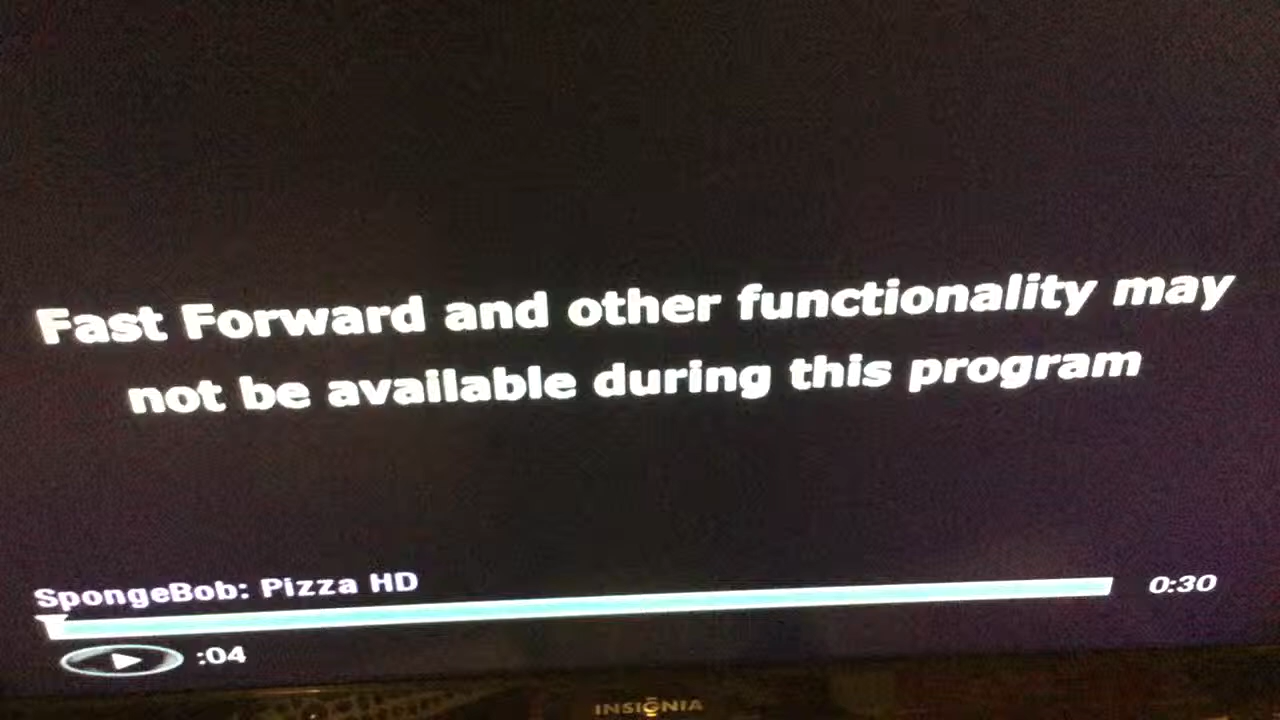 Fast Forward and other functionality may
not be available during this program
SpongeBob: Pizza HD
0:30
:04
INSIGNIA